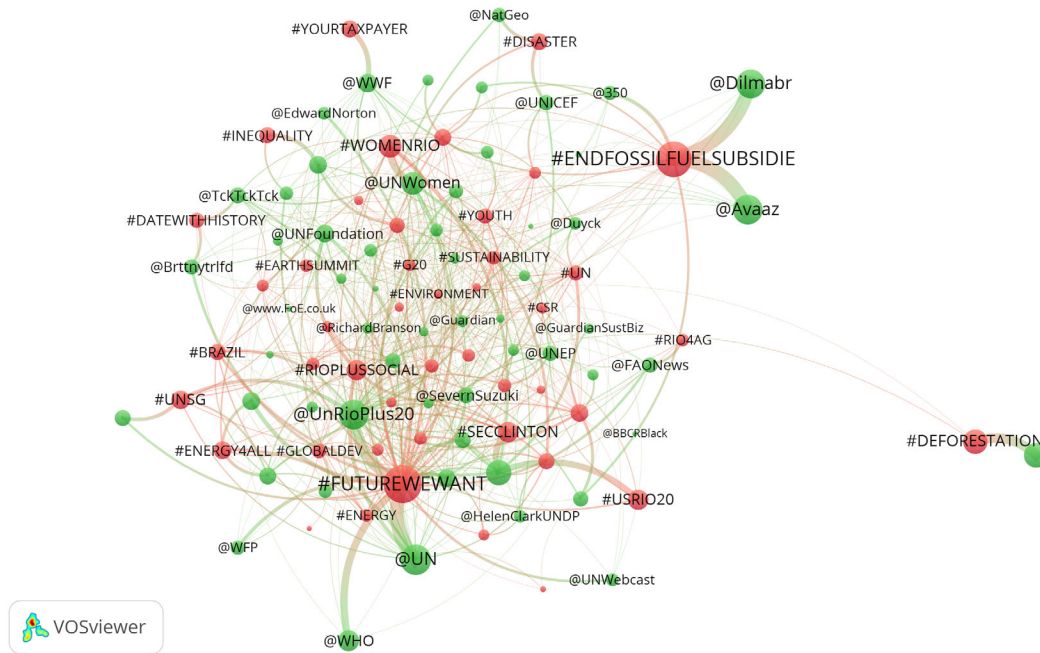 @NatGeo
#YOURTAXPAYER
#DISASTER
@WWF
@Dilmabr
@350
@UNICEF
@EdwardNorton
#INEQUALITY
#WOMENRIO
#ENDFOSSILFUELSUBSIDIE
@UNWomen
@TckTckTck
@Avaaz
#DATEWITHHISTORY
#YOUTH
@Duyck
@UNFoundation
#SUSTAINABILITY
@Brttnytrlfd
#EARTHSUMMIT
#G20
#UN
#ENVIRONMENT
@www.FoE.co.uk
#CSR
@RichardBranson
@Guardian
@GuardianSustBiz
#RIO4AG
#BRAZIL
@UNEP
@FAONews
#RIOPLUSSOCIAL
#UNSG
@SevernSuzuki
@UnRioPlus20
#SECCLINTON
@BBCRBlack
#DEFORESTATION
#ENERGY4ALL
#GLOBALDEV
#FUTUREWEWANT
#USRIO20
#ENERGY
@HelenClarkUNDP
@WFP
@UN
@UNWebcast
VOSviewer
@WHO